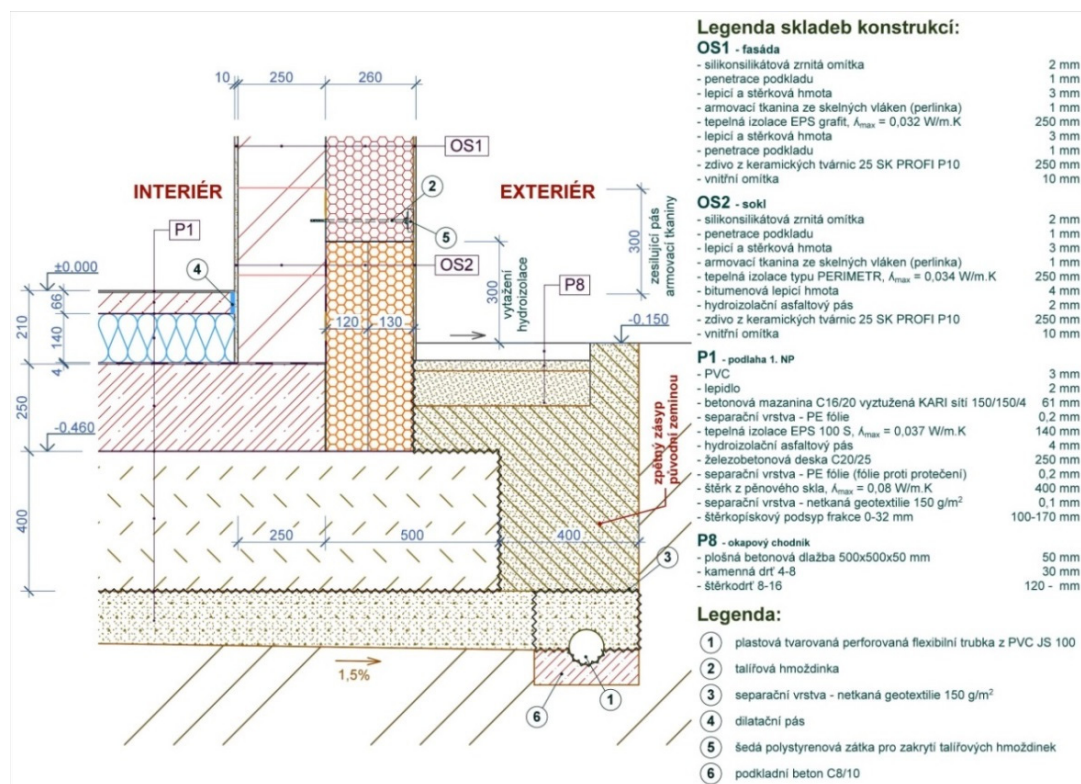 10
250
260
OS1
2
INTERIÉR
EXTERIÉR
5
P1
4
OS2
P8
300
vytažení
hydroizolace
300
zesilující pás
armovací tkaniny
±0.000
66
210
140
4
120
130
-0.150
250
-0.460
zpětný zásyp
původní zeminou
400
250
500
400
3
1,5%
6
1
Legenda skladeb konstrukcí:
OS1 - fasáda
- silikonsilikátová zrnitá omítka 2 mm
- penetrace podkladu 1 mm
- lepicí a stěrková hmota 3 mm
- armovací tkanina ze skelných vláken (perlinka) 1 mm
- tepelná izolace EPS grafit, λmax = 0,032 W/m.K 250 mm
- lepicí a stěrková hmota 3 mm
- penetrace podkladu 1 mm
- zdivo z keramických tvárnic 25 SK PROFI P10 250 mm
- vnitřní omítka 10 mm
OS2 - sokl
- silikonsilikátová zrnitá omítka 2 mm
- penetrace podkladu 1 mm
- lepicí a stěrková hmota 3 mm
- armovací tkanina ze skelných vláken (perlinka) 1 mm
- tepelná izolace typu PERIMETR, λmax = 0,034 W/m.K 250 mm
- bitumenová lepicí hmota 4 mm
- hydroizolační asfaltový pás 2 mm
- zdivo z keramických tvárnic 25 SK PROFI P10 250 mm
- vnitřní omítka 10 mm
P1 - podlaha 1. NP
- PVC 3 mm
- lepidlo 2 mm
- betonová mazanina C16/20 vyztužená KARI sítí 150/150/4 61 mm
- separační vrstva - PE fólie 0,2 mm
- tepelná izolace EPS 100 S, λmax = 0,037 W/m.K 140 mm
- hydroizolační asfaltový pás 4 mm
- železobetonová deska C20/25 250 mm
- separační vrstva - PE fólie (fólie proti protečení) 0,2 mm
- štěrk z pěnového skla, λmax = 0,08 W/m.K 400 mm
- separační vrstva - netkaná geotextilie 150 g/m² 0,1 mm
- štěrkopískový podsyp frakce 0-32 mm 100-170 mm
P8 - okapový chodník
- plošná betonová dlažba 500x500x50 mm 50 mm
- kamenná drť 4-8 30 mm
- štěrkodrť 8-16 120 - mm
Legenda:
1 plastová tvarovaná perforovaná flexibilní trubka z PVC JS 100
2 talířová hmoždinka
3 separační vrstva - netkaná geotextilie 150 g/m²
4 dilatační pás
5 šedá polystyrenová zátka pro zakrytí talířových hmoždinek
6 podkladní beton C8/10